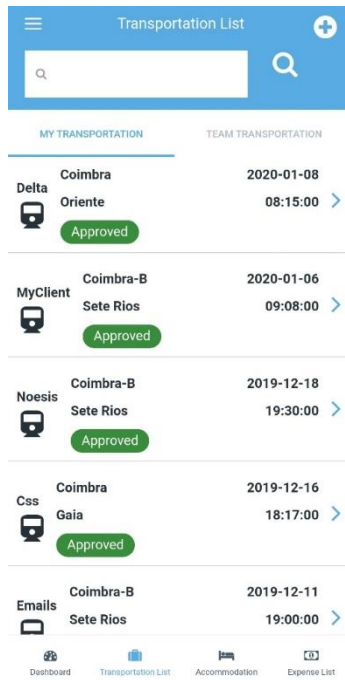 Transportation List
MY TRANSPORTATION
TEAM TRANSPORTATION
Delta
Coimbra
2020-01-08
Oriente
08:15:00
Approved
MyClient
Coimbra-B
2020-01-06
Sete Rios
09:08:00
Approved
Noesis
Coimbra-B
2019-12-18
Sete Rios
19:30:00
Approved
Css
Coimbra
2019-12-16
Gaia
18:17:00
Approved
Emails
Coimbra-B
2019-12-11
Sete Rios
19:00:00
Dashboard
Transportation List
Accommodation
Expense List